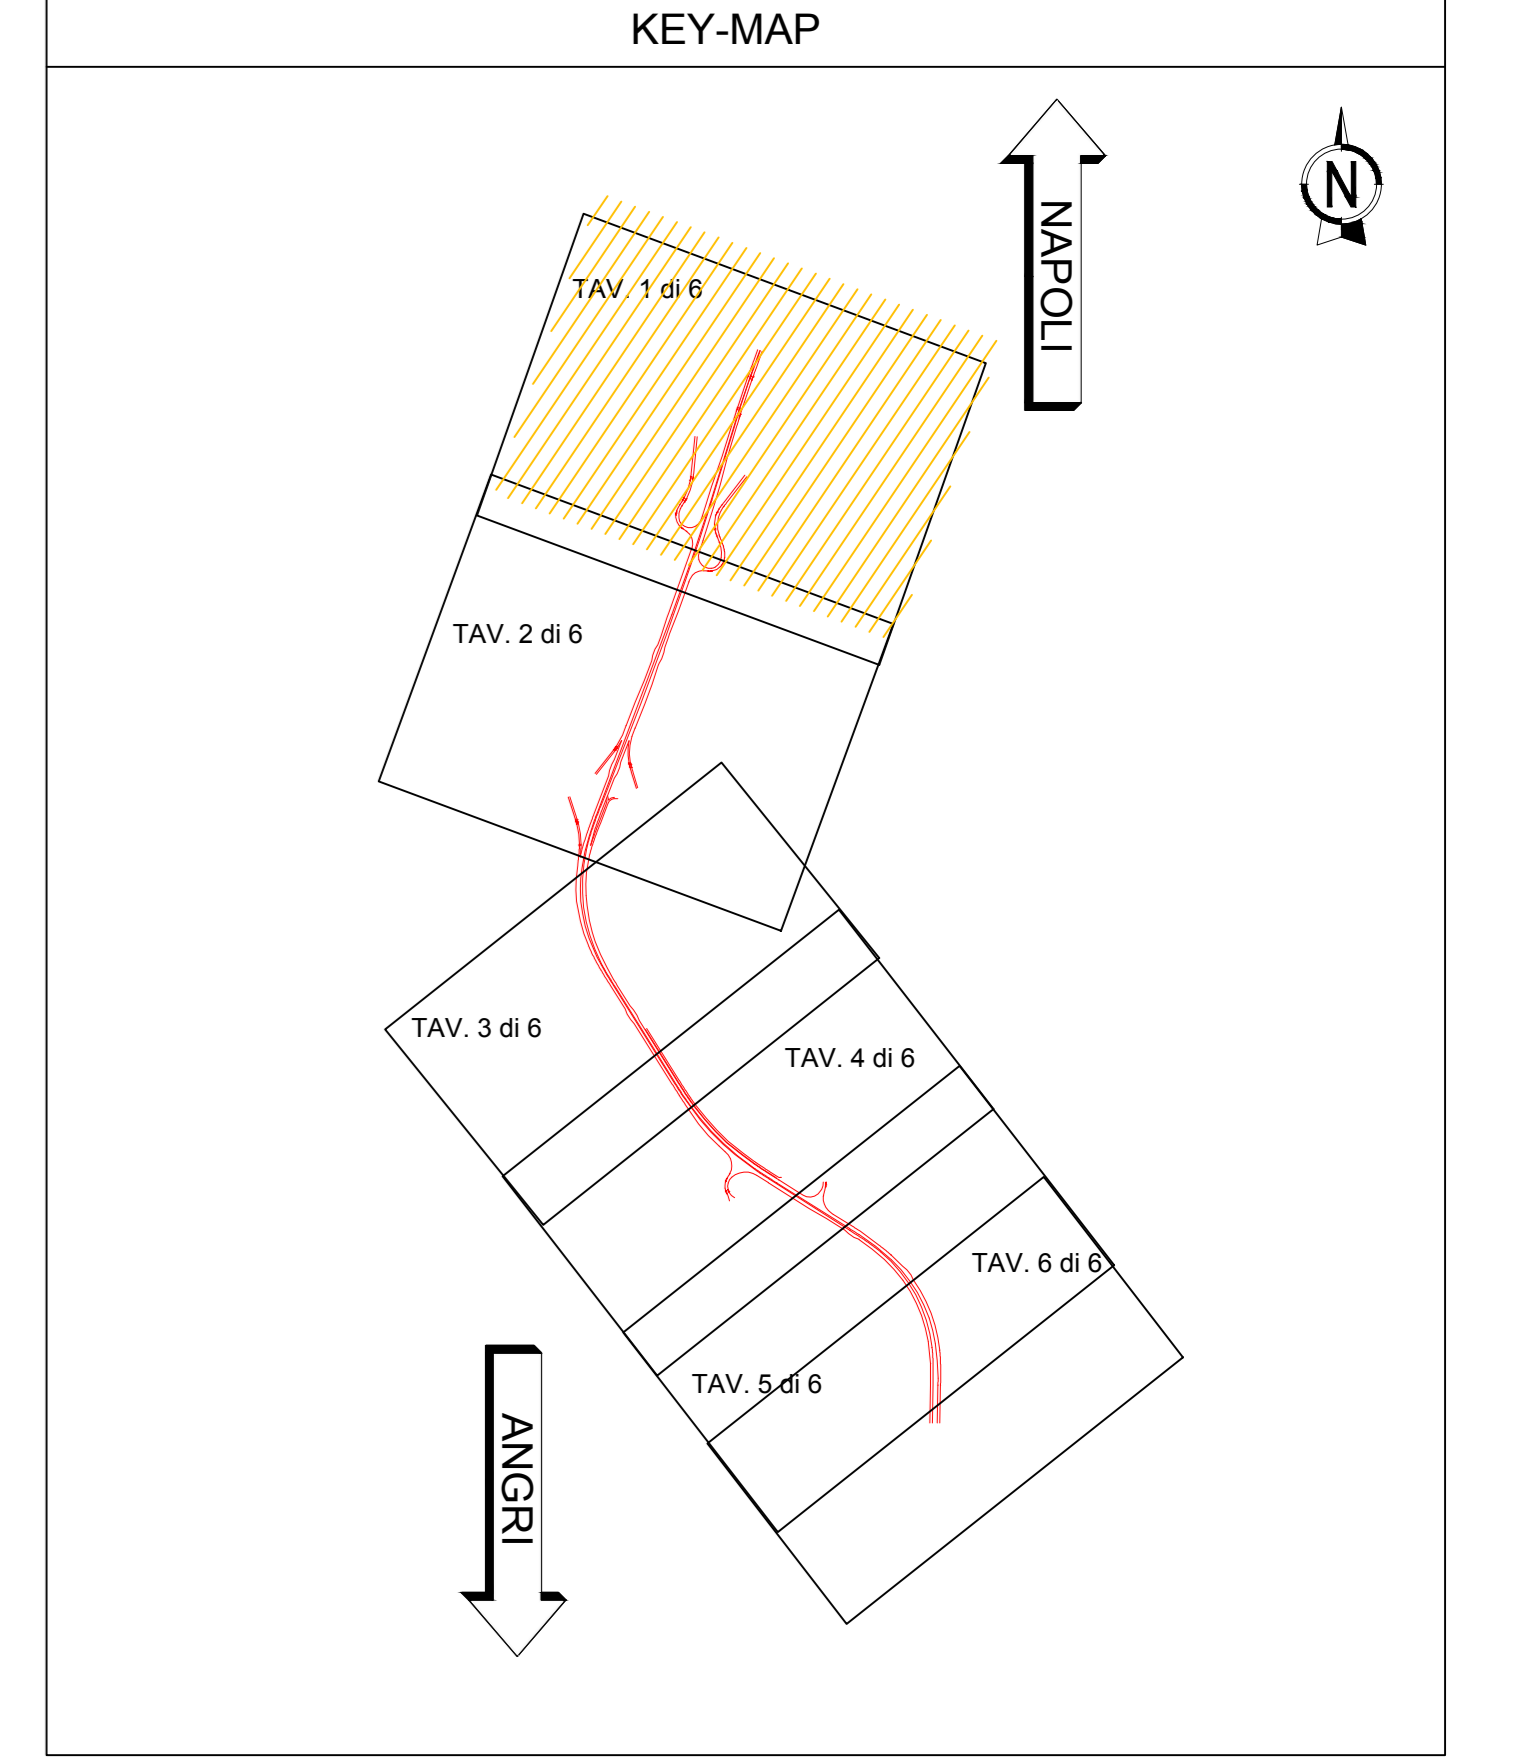 KEY-MAP
NAPOLI
N
TAV. 1 di 6
TAV. 2 di 6
TAV. 3 di 6
TAV. 4 di 6
TAV. 6 di 6
TAV. 5 di 6
ANGRI